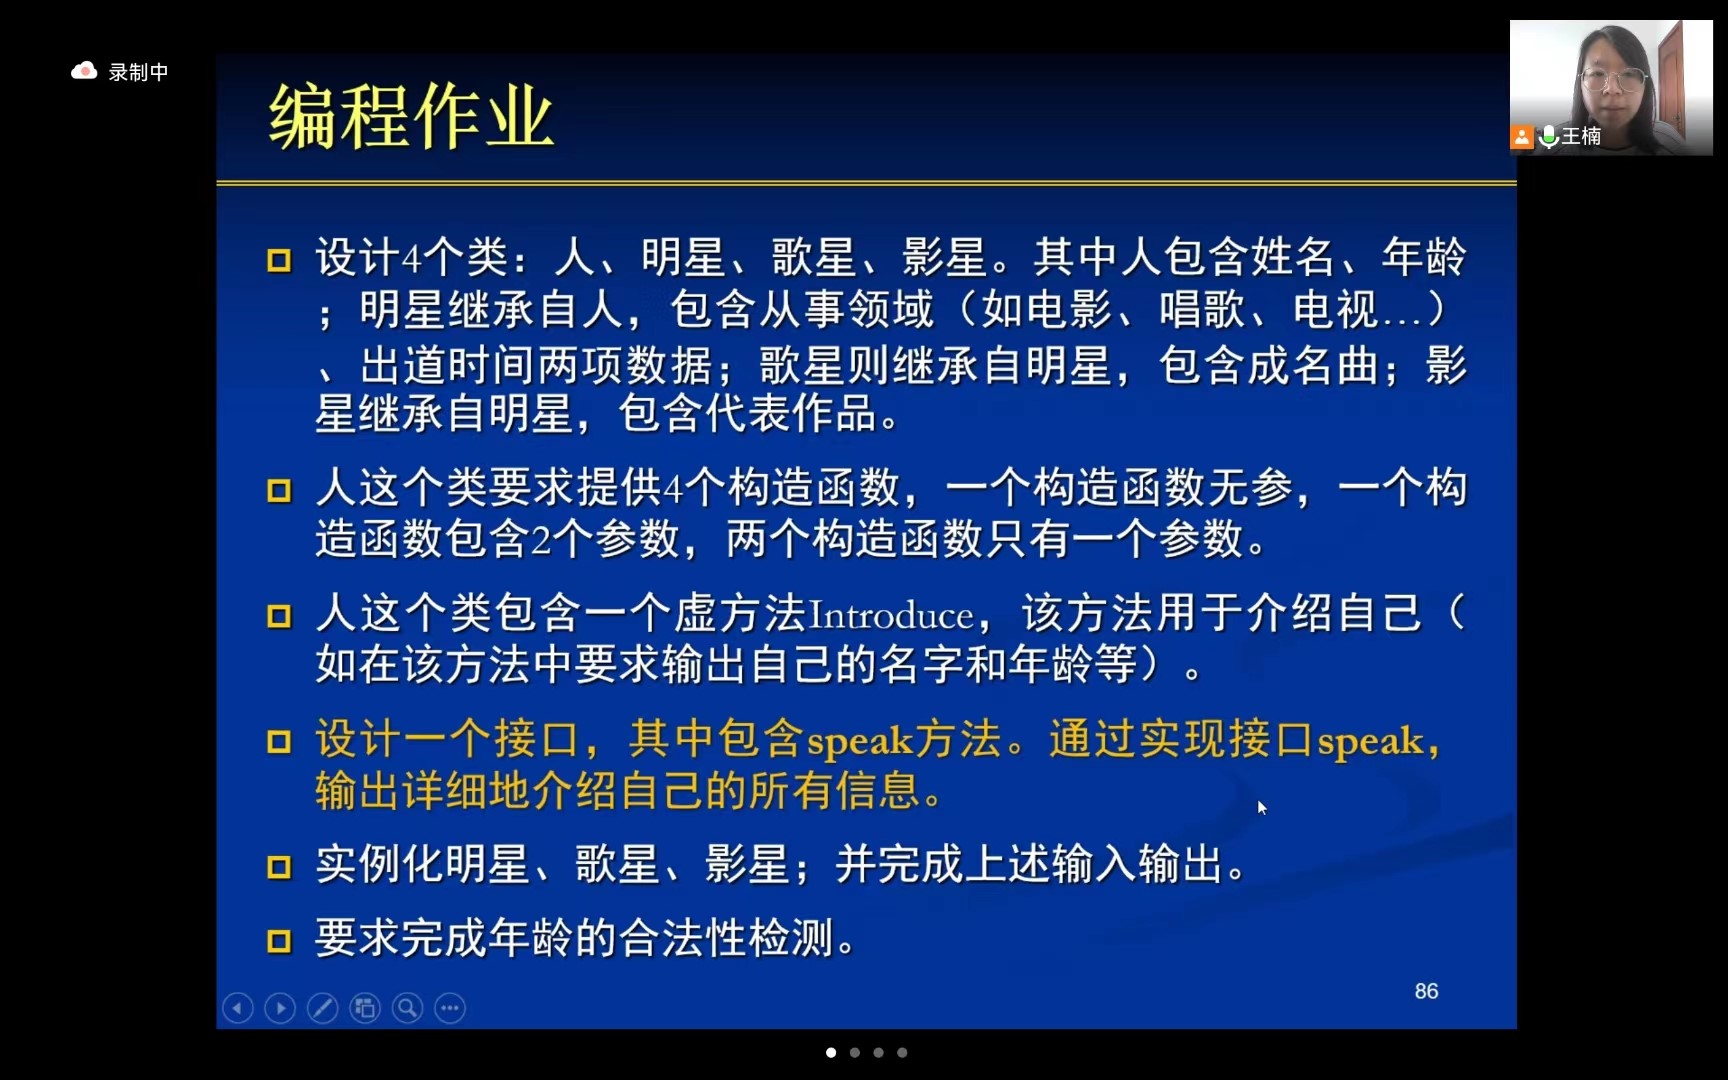 录制中
王楠
编程作业
设计4个类：人、明星、歌星、影星。其中人包含姓名、年龄
；明星继承自人，包含从事领域（如电影、唱歌、电视…）
、出道时间两项数据；歌星则继承自明星，包含成名曲；影
星继承自明星，包含代表作品。
人这个类要求提供4个构造函数，一个构造函数无参，一个构
造函数包含2个参数，两个构造函数只有一个参数。
人这个类包含一个虚方法Introduce，该方法用于介绍自己（
如在该方法中要求输出自己的名字和年龄等）。
设计一个接口，其中包含speak方法。通过实现接口speak，
输出详细地介绍自己的所有信息。
实例化明星、歌星、影星；并完成上述输入输出。
要求完成年龄的合法性检测。
86